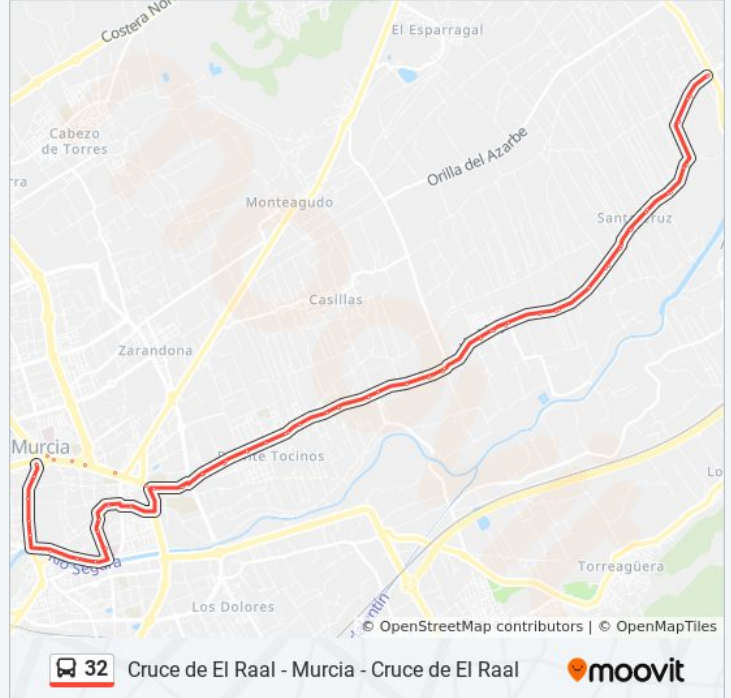 Costera Nor
El Esparragal
Cabezo
de Torres
rra
Orilla del Azarbe
Monteagudo
Santa Cruz
Casillas
Zarandona
Murcia
Puente Tocinos
Lo
Río Segura
Torreagüera
Los Dolores
© OpenStreetMap contributors | © OpenMapTiles
32 Cruce de El Raal - Murcia - Cruce de El Raal
moovit